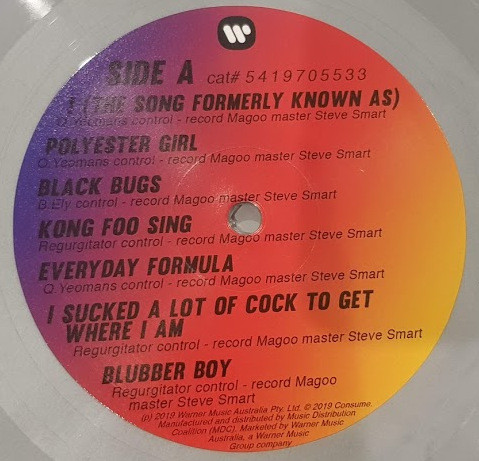 SIDE A cat# 5419705533
! (THE SONG FORMERLY KNOWN AS)
Q.Yeomans control - record Magoo master Steve Smart
POLYESTER GIRL
Q.Yeomans control - record Magoo master Steve Smart
BLACK BUGS
B.Ely control - record Magoo master Steve Smart
KONG FOO SING
Regurgitator control - record Magoo master Steve Smart
EVERYDAY FORMULA
Q.Yeomans control - record Magoo master Steve Smart
I SUCKED A LOT OF COCK TO GET
WHERE I AM
Regurgitator control - record Magoo master Steve Smart
BLUBBER BOY
Regurgitator control - record Magoo
master Steve Smart
(p) 2019 Warner Music Australia Pty. Ltd. © 2019 Consume.
Manufactured and distributed by Music Distribution
Coalition (MDC). Marketed by Warner Music
Australia, a Warner Music
Group company